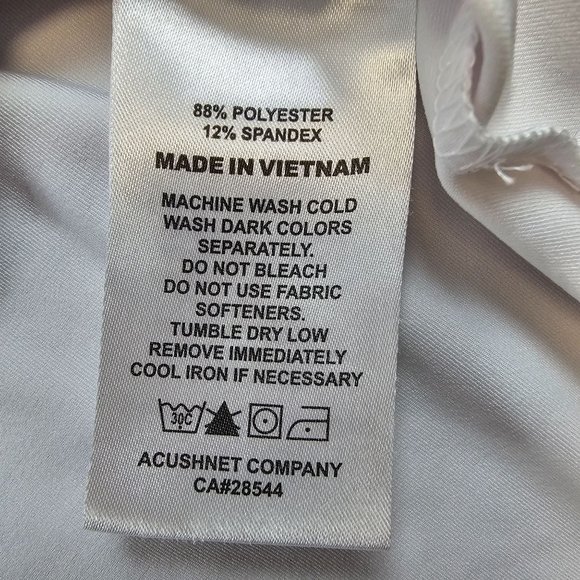 88% POLYESTER
12% SPANDEX
MADE IN VIETNAM
MACHINE WASH COLD
WASH DARK COLORS
SEPARATELY.
DO NOT BLEACH
DO NOT USE FABRIC
SOFTENERS.
TUMBLE DRY LOW
REMOVE IMMEDIATELY
COOL IRON IF NECESSARY
30C
ACUSHNET COMPANY
CA#28544